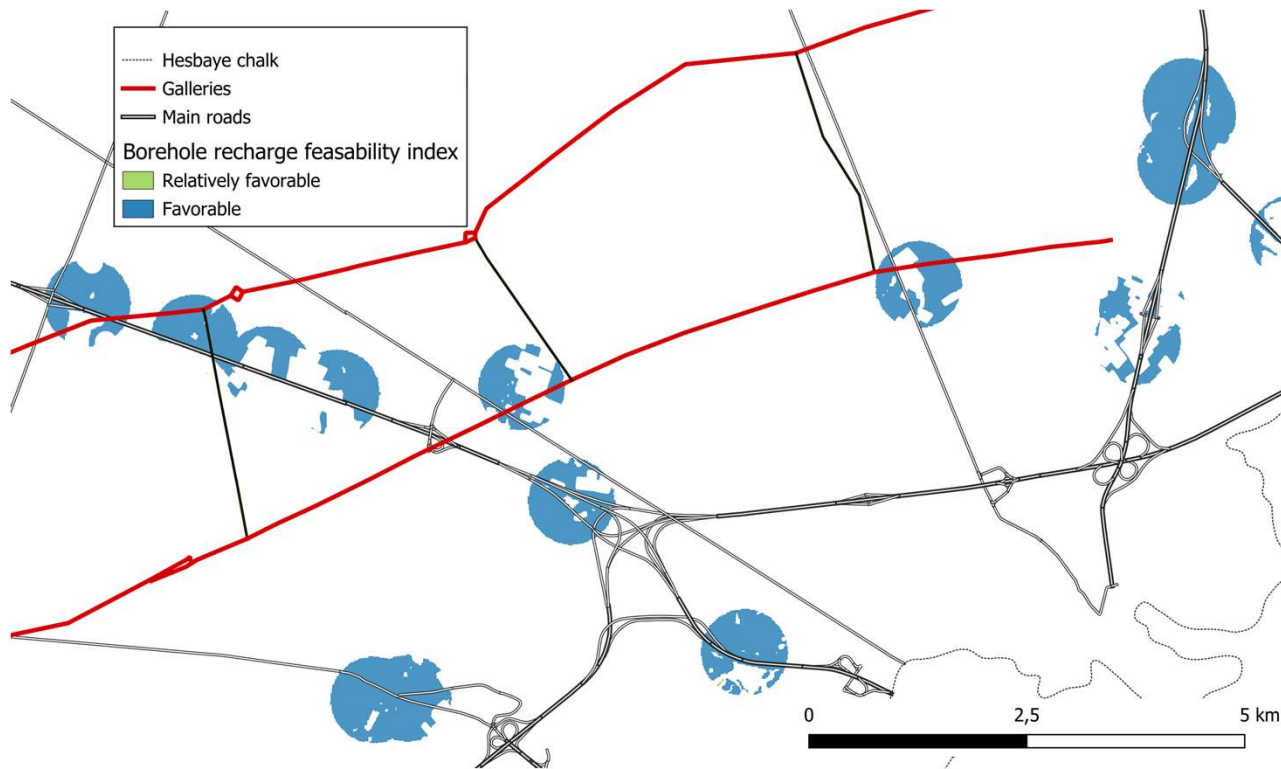 Hesbaye chalk
Galleries
Main roads
Borehole recharge feasability index
Relatively favorable
Favorable
0 2,5 5 km